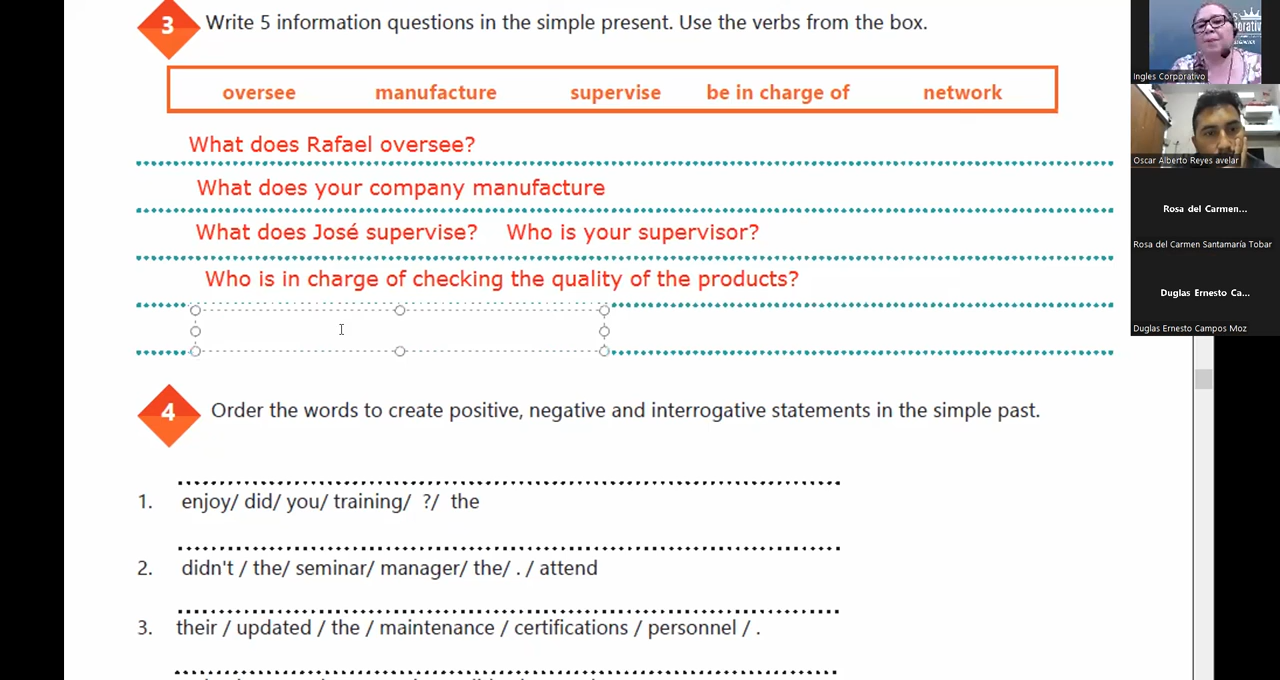 3 Write 5 information questions in the simple present. Use the verbs from the box.
oversee manufacture supervise be in charge of network
What does Rafael oversee?
What does your company manufacture
What does José supervise? Who is your supervisor?
Who is in charge of checking the quality of the products?
4 Order the words to create positive, negative and interrogative statements in the simple past.
1. enjoy/ did/ you/ training/ ?/ the
2. didn't / the/ seminar/ manager/ the/ . / attend
3. their / updated / the / maintenance / certifications / personnel / .
Ingles Corporativo
Oscar Alberto Reyes avelar
Rosa del Carmen...
Rosa del Carmen Santamaría Tobar
Duglas Ernesto Ca...
Duglas Ernesto Campos Moz